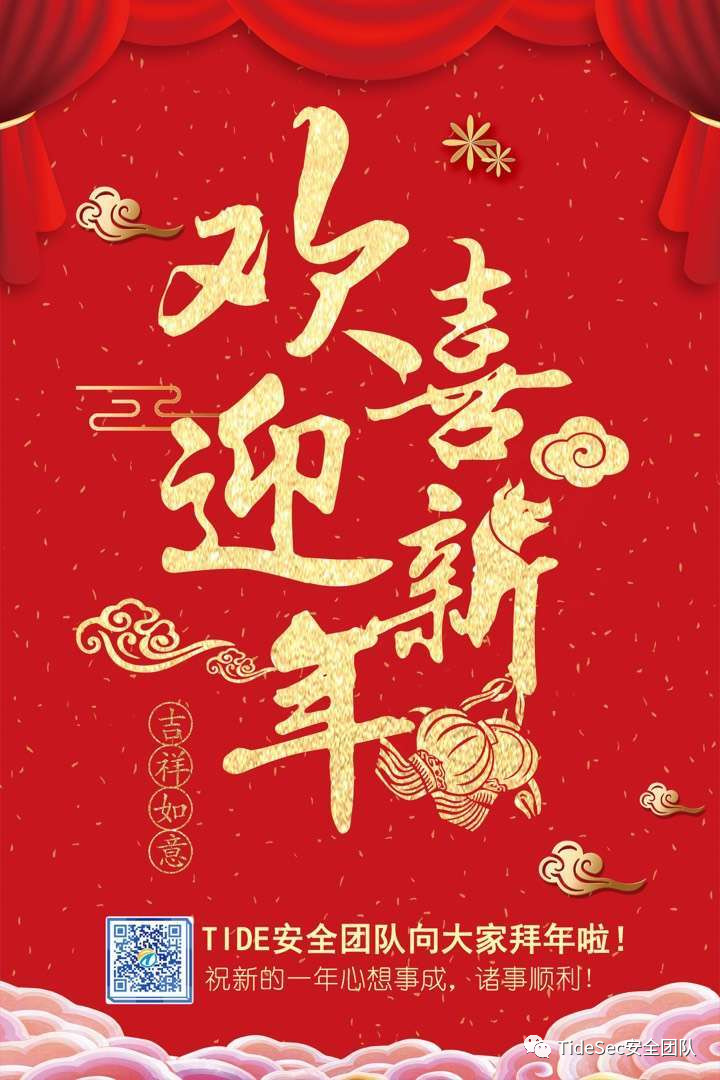 欢喜
迎新
年
吉祥如意
TIDE安全团队向大家拜年啦！
祝新的一年心想事成，诸事顺利！
TideSec安全团队